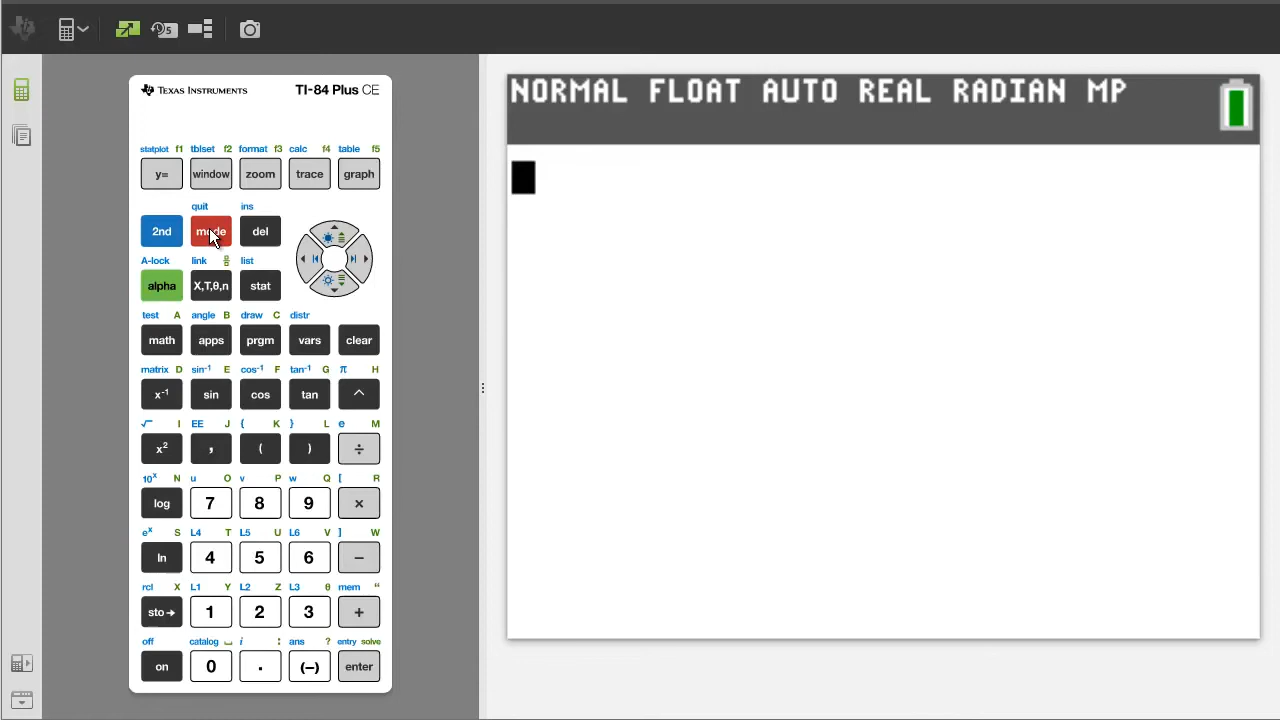 TEXAS INSTRUMENTS TI-84 Plus CE
NORMAL FLOAT AUTO REAL RADIAN MP
statplot f1 tblset f2 format f3 calc f4 table f5
y= window zoom trace graph
quit ins
2nd mode del
A-lock link list
alpha X,T,θ,n stat
test A angle B draw C distr
math apps prgm vars clear
matrix D sin⁻¹ E cos⁻¹ F tan⁻¹ G π H
x⁻¹ sin cos tan ^
√ I EE J { K } L e M
x² , ( ) ÷
10ˣ N u O v P w Q [ R
log 7 8 9 ×
eˣ S L4 T L5 U L6 V ] W
ln 4 5 6 −
rcl X L1 Y L2 Z L3 θ mem “
sto→ 1 2 3 +
off catalog ⎵ i : ans ? entry solve
on 0 . (−) enter